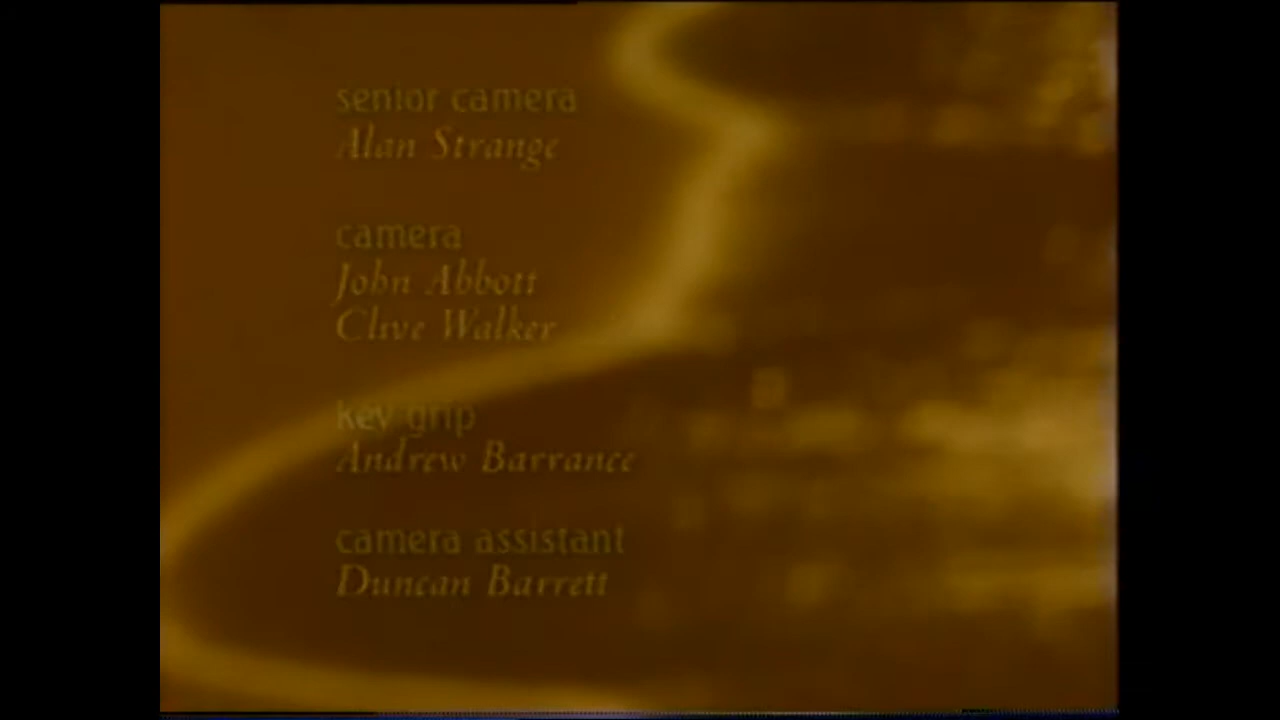 senior camera
Alan Strange
camera
John Abbott
Clive Walker
key grip
Andrew Barrance
camera assistant
Duncan Barrett